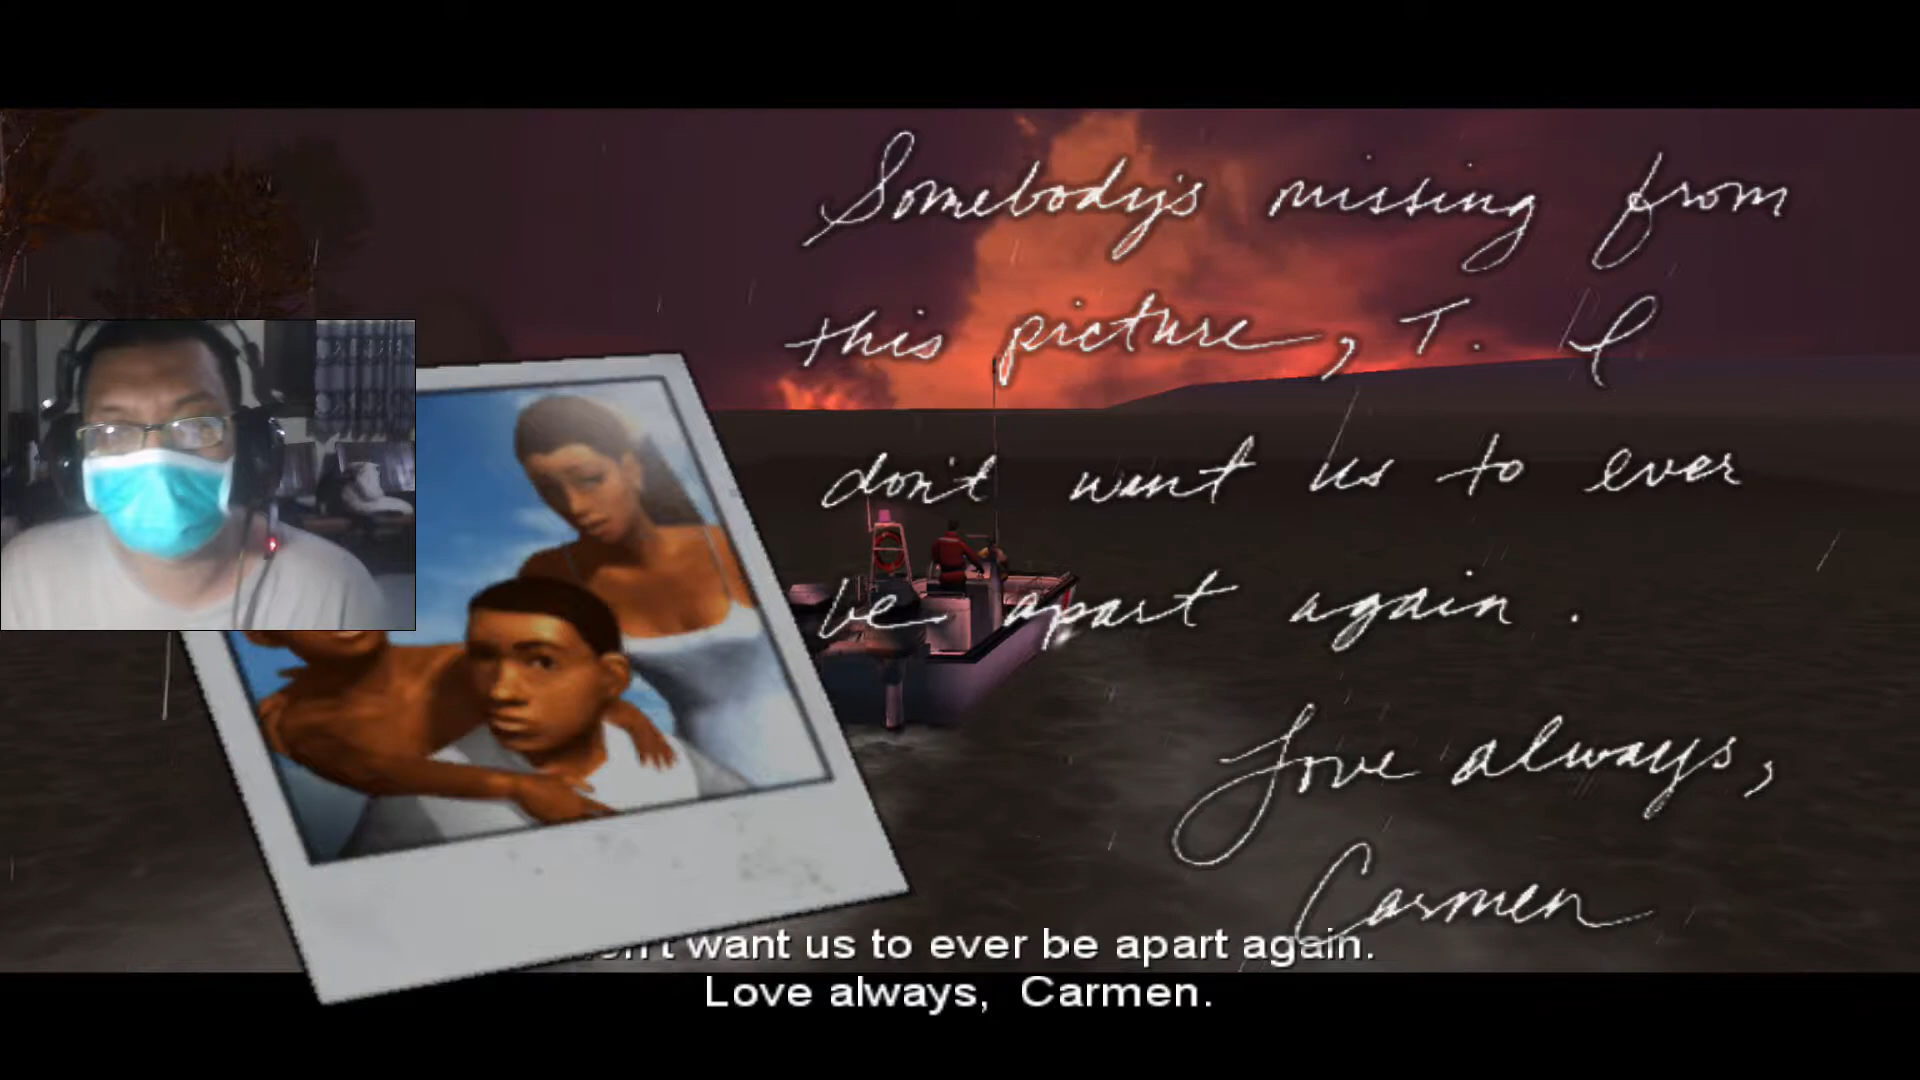 Somebody's missing from
this picture, T. I
don't want us to ever
be apart again.
Love always,
Carmen
n't want us to ever be apart again.
Love always, Carmen.